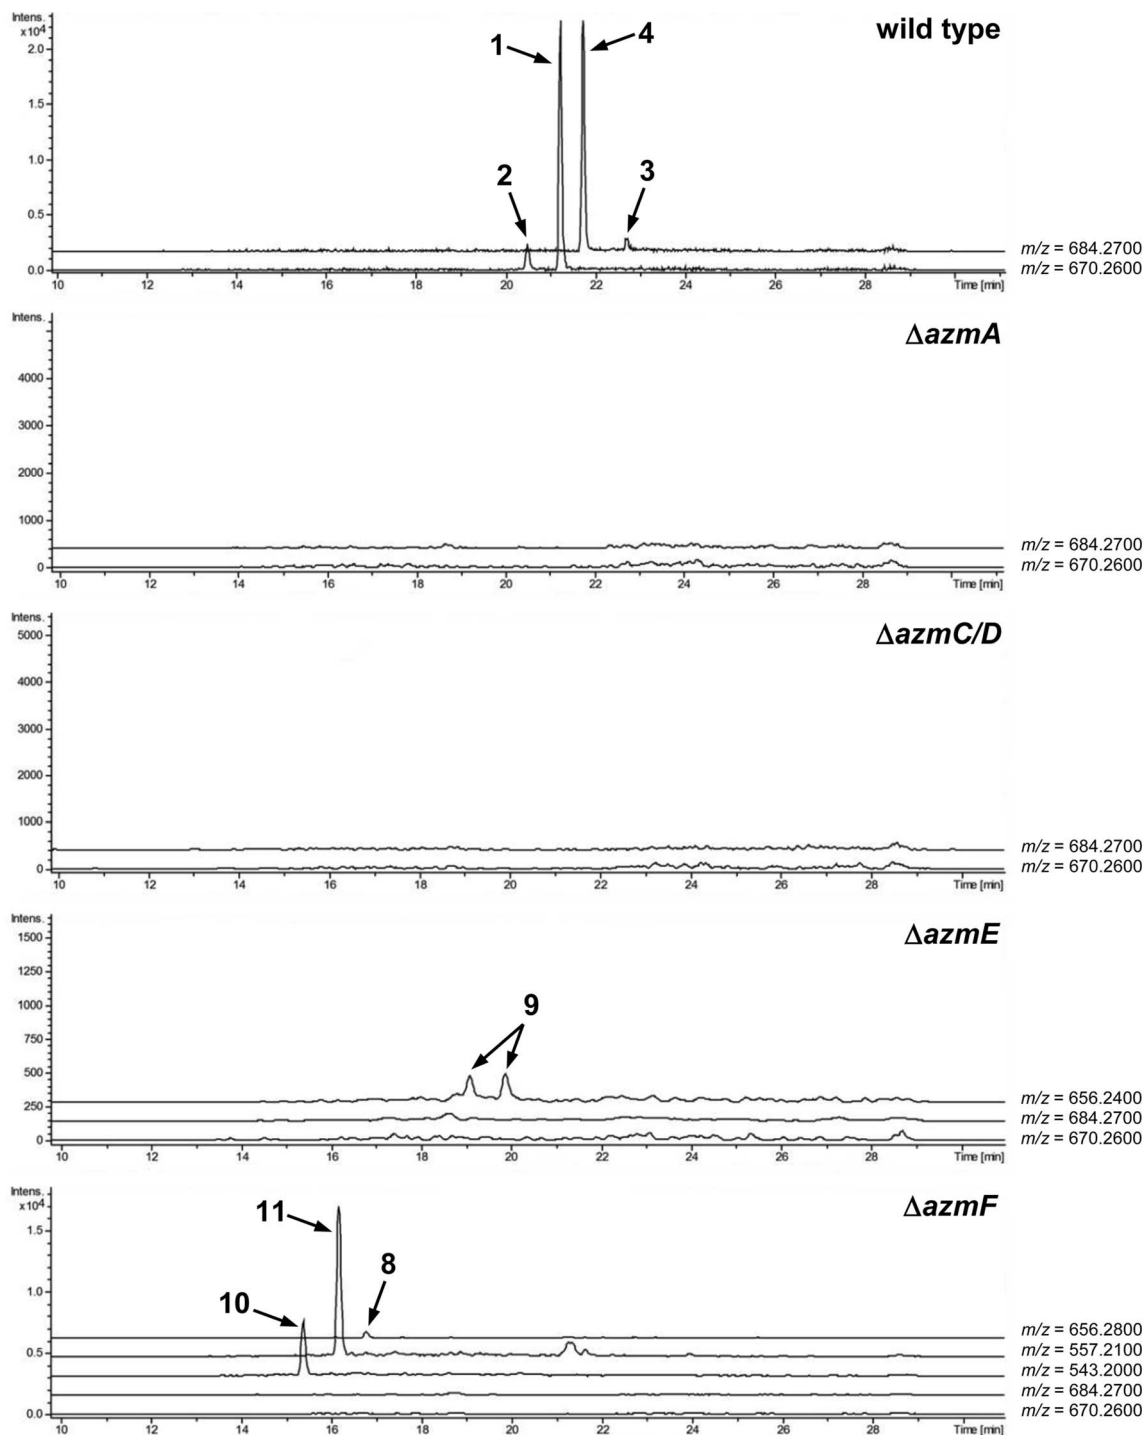 Intens.
x10⁴
wild type
2.0
1.5
1.0
0.5
0.0
1
4
2
3
m/z = 684.2700
m/z = 670.2600
10 12 14 16 18 20 22 24 26 28 Time [min]
Intens.
ΔazmA
4000
3000
2000
1000
0
m/z = 684.2700
m/z = 670.2600
10 12 14 16 18 20 22 24 26 28 Time [min]
Intens.
ΔazmC/D
5000
4000
3000
2000
1000
0
m/z = 684.2700
m/z = 670.2600
10 12 14 16 18 20 22 24 26 28 Time [min]
Intens.
ΔazmE
1500
1250
1000
750
500
250
0
9
m/z = 656.2400
m/z = 684.2700
m/z = 670.2600
10 12 14 16 18 20 22 24 26 28 Time [min]
Intens.
x10⁴
ΔazmF
1.5
1.0
0.5
0.0
11
8
10
m/z = 656.2800
m/z = 557.2100
m/z = 543.2000
m/z = 684.2700
m/z = 670.2600
10 12 14 16 18 20 22 24 26 28 Time [min]